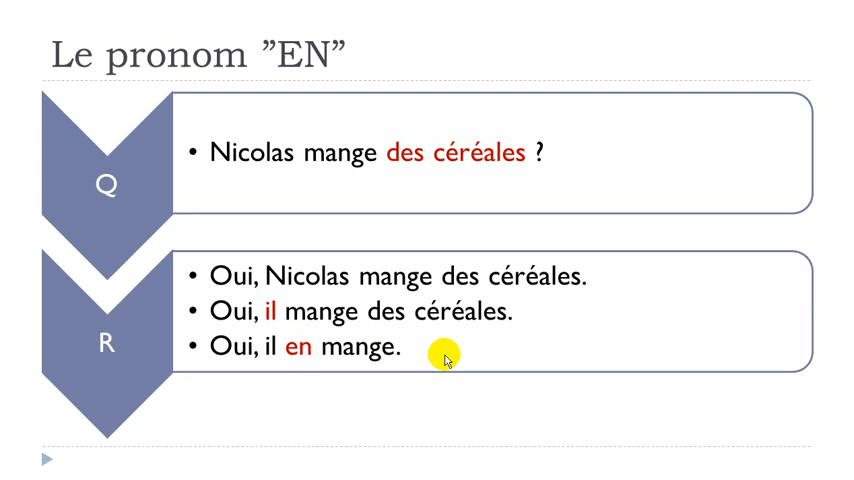 Le pronom ”EN”
Q
• Nicolas mange des céréales ?
R
• Oui, Nicolas mange des céréales.
• Oui, il mange des céréales.
• Oui, il en mange.